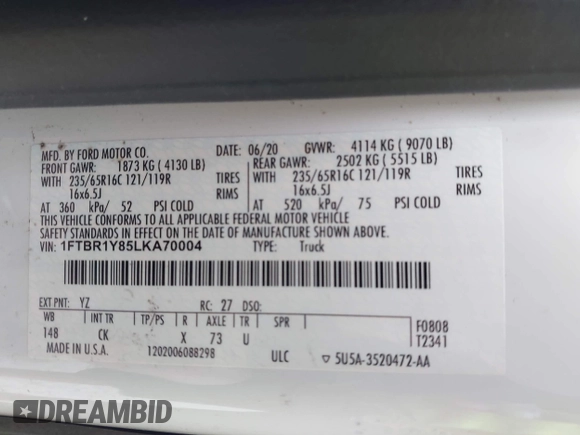 MFD. BY FORD MOTOR CO. DATE: 06/20 GVWR: 4114 KG ( 9070 LB)
FRONT GAWR: 1873 KG ( 4130 LB) REAR GAWR: 2502 KG ( 5515 LB)
WITH 235/65R16C 121/119R TIRES WITH 235/65R16C 121/119R TIRES
16x6.5J RIMS 16x6.5J RIMS
AT 360 kPa/ 52 PSI COLD AT 520 kPa/ 75 PSI COLD
THIS VEHICLE CONFORMS TO ALL APPLICABLE FEDERAL MOTOR VEHICLE
SAFETY STANDARDS IN EFFECT ON THE DATE OF MANUFACTURE SHOWN ABOVE.
VIN: 1FTBR1Y85LKA70004 TYPE: Truck
EXT PNT: YZ RC: 27 DSO:
WB INT TR TP/PS R AXLE TR SPR F0808
148 CK X 73 U T2341
MADE IN U.S.A. 1202006088298 ULC ▽ 5U5A-3520472-AA
DREAMBID